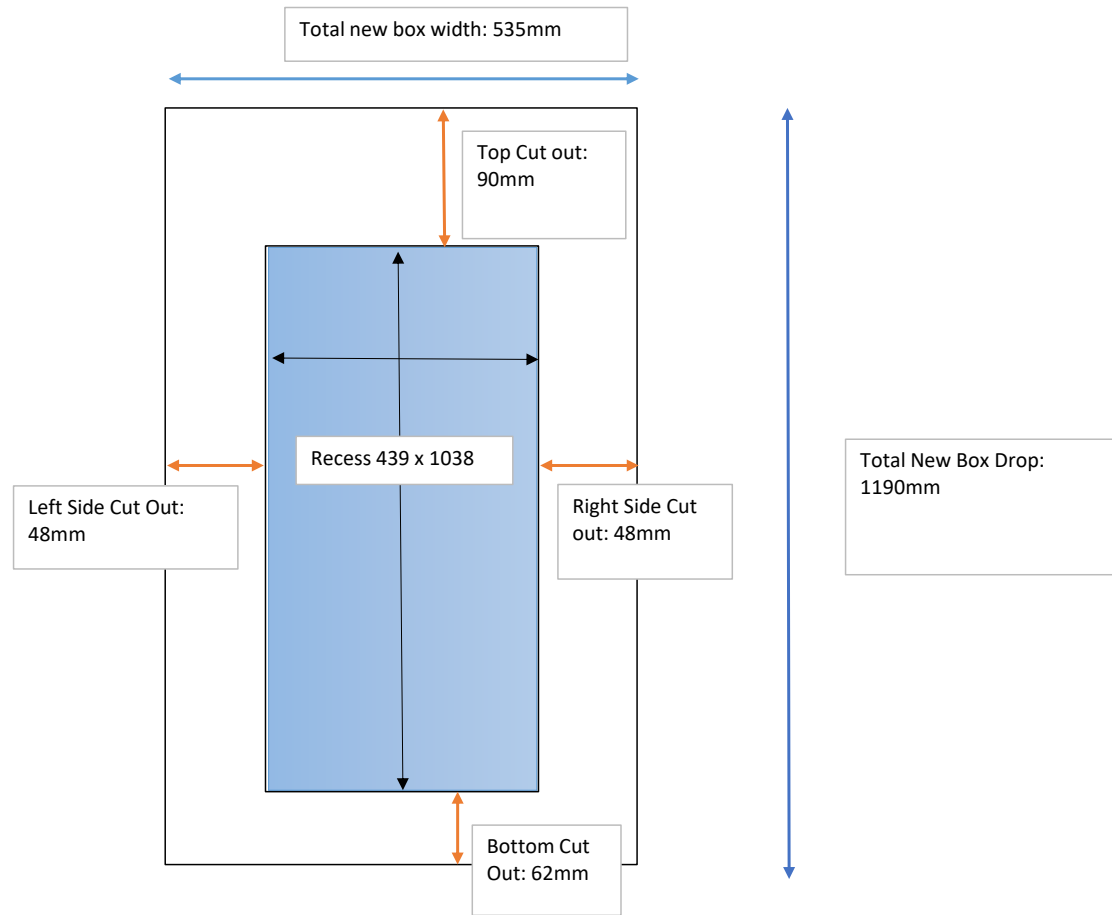 Total new box width: 535mm
Top Cut out:
90mm
Recess 439 x 1038
Left Side Cut Out:
48mm
Right Side Cut
out: 48mm
Total New Box Drop:
1190mm
Bottom Cut
Out: 62mm